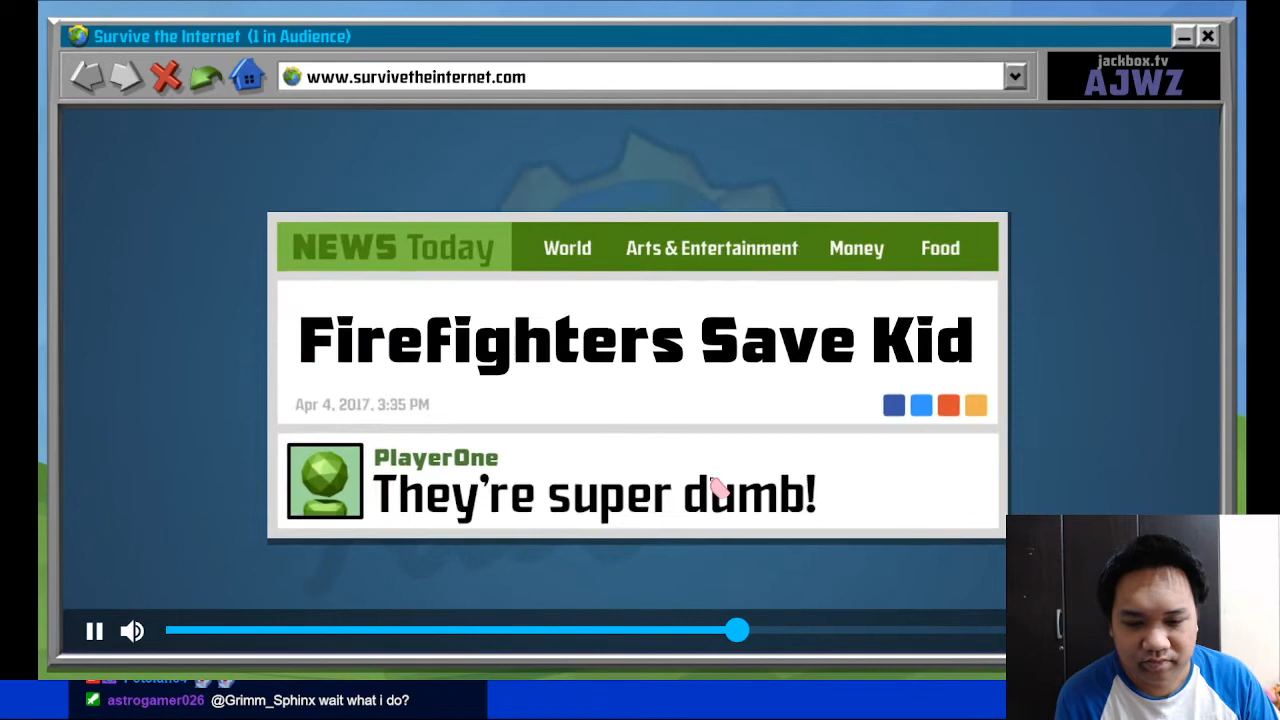 Survive the Internet (1 in Audience)
www.survivetheinternet.com
jackbox.tv
AJWZ
NEWS Today World Arts & Entertainment Money Food
Firefighters Save Kid
Apr 4, 2017, 3:35 PM
PlayerOne
They're super dumb!
astrogamer026 @Grimm_Sphinx wait what i do?